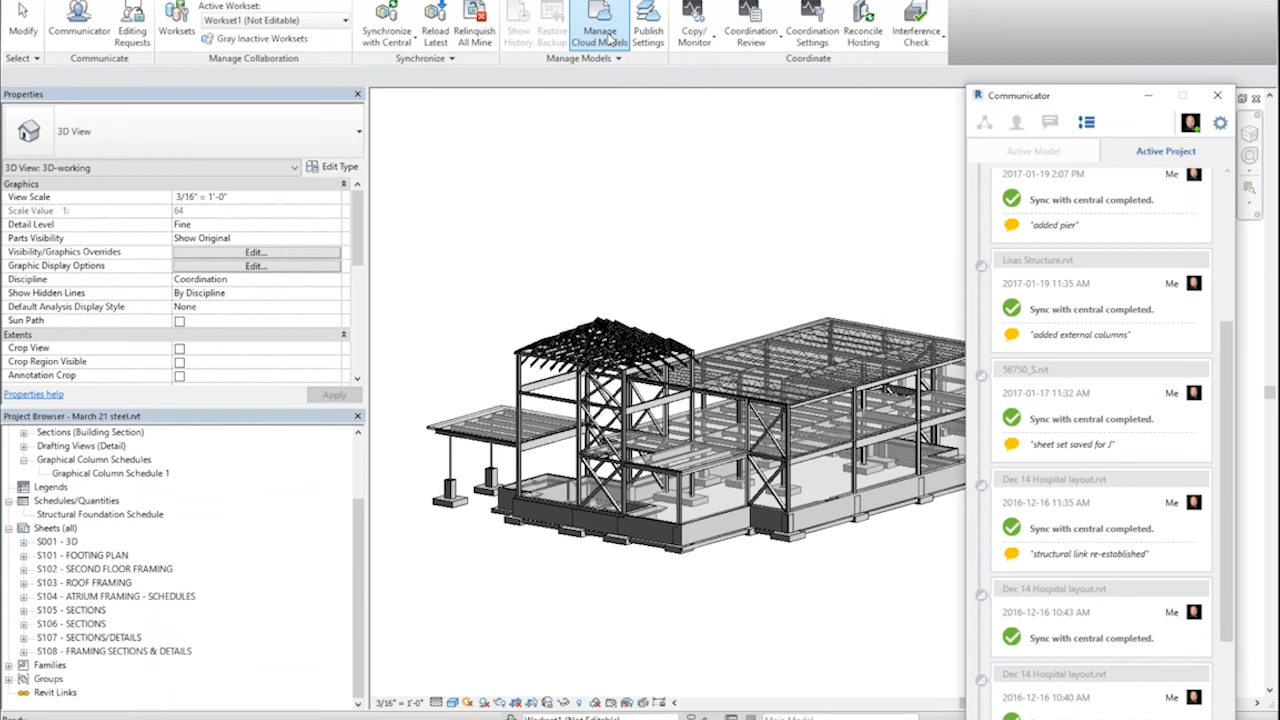 Active Workset:
Workset1 (Not Editable)
Gray Inactive Worksets
Modify
Communicator
Editing
Requests
Worksets
Synchronize
with Central
Reload
Latest
Relinquish
All Mine
Show
History
Restore
Backup
Manage
Cloud Models
Publish
Settings
Copy/
Monitor
Coordination
Review
Coordination
Settings
Reconcile
Hosting
Interference
Check
Select
Communicate
Manage Collaboration
Synchronize
Manage Models
Coordinate
Properties
3D View
3D View: 3D-working
Edit Type
Graphics
View Scale 3/16" = 1'-0"
Scale Value 1: 64
Detail Level Fine
Parts Visibility Show Original
Visibility/Graphics Overrides Edit...
Graphic Display Options Edit...
Discipline Coordination
Show Hidden Lines By Discipline
Default Analysis Display Style None
Sun Path
Extents
Crop View
Crop Region Visible
Annotation Crop
Properties help
Apply
Project Browser - March 21 steel.rvt
Sections (Building Section)
Drafting Views (Detail)
Graphical Column Schedules
Graphical Column Schedule 1
Legends
Schedules/Quantities
Structural Foundation Schedule
Sheets (all)
S001 - 3D
S101 - FOOTING PLAN
S102 - SECOND FLOOR FRAMING
S103 - ROOF FRAMING
S104 - ATRIUM FRAMING - SCHEDULES
S105 - SECTIONS
S106 - SECTIONS
S107 - SECTIONS/DETAILS
S108 - FRAMING SECTIONS & DETAILS
Families
Groups
Revit Links
3/16" = 1'-0"
Ready
Workset1 (Not Editable)
Main Model
Communicator
Active Model
Active Project
2017-01-19 2:07 PM Me
Sync with central completed.
"added pier"
Lisas Structure.rvt
2017-01-19 11:35 AM Me
Sync with central completed.
"added external columns"
56750_S.rvt
2017-01-17 11:32 AM Me
Sync with central completed.
"sheet set saved for J"
Dec 14 Hospital layout.rvt
2016-12-16 11:35 AM Me
Sync with central completed.
"structural link re-established"
Dec 14 Hospital layout.rvt
2016-12-16 10:43 AM Me
Sync with central completed.
Dec 14 Hospital layout.rvt
2016-12-16 10:40 AM Me